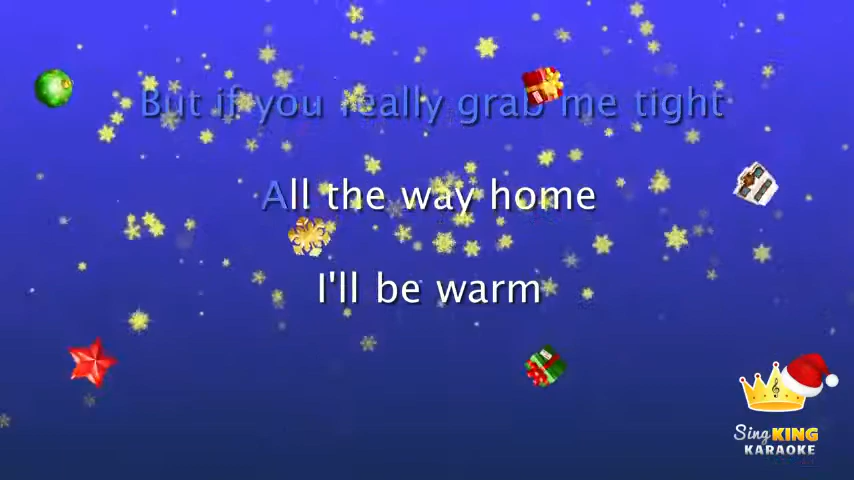 But if you really grab me tight
All the way home
I'll be warm
Sing KING
KARAOKE